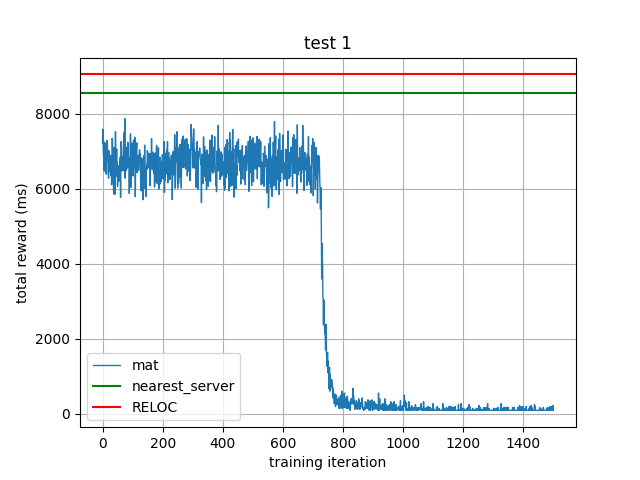 test 1
total reward (ms)
8000
6000
4000
2000
0
mat
nearest_server
RELOC
0 200 400 600 800 1000 1200 1400
training iteration